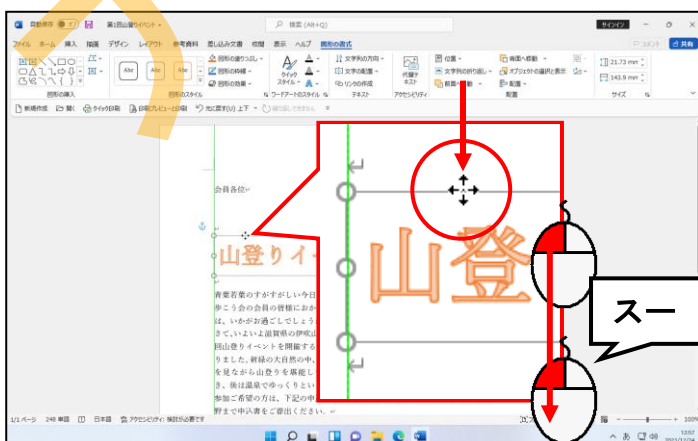 自動保存 第1回山登りイベント
検索 (Alt+Q)
サインイン
ファイル ホーム 挿入 描画 デザイン レイアウト 参考資料 差し込み文書 校閲 表示 ヘルプ 図形の書式
コメント 共有
Abc Abc Abc
図形の塗りつぶし
図形の枠線
図形の効果
クイックスタイル
文字列の方向
文字の配置
リンクの作成
代替テキスト
位置
文字列の折り返し
前面へ移動
背面へ移動
オブジェクトの選択と表示
配置
21.73 mm
143.9 mm
図形の挿入 図形のスタイル ワードアートのスタイル テキスト アクセシビリティ 配置 サイズ
新規作成 開く クイック印刷 印刷プレビューと印刷 元に戻す(U) 上下
会員各位
山登りイ
山登
スー
青葉若葉のすがすがしい今日
歩こう会の会員の皆様におか
は、いかがお過ごしでしょう
さて、いよいよ滋賀県の伊吹山
回山登りイベントを開催する
りました。新緑の大自然の中、
を見ながら山登りを堪能し
き、後は温泉でゆっくりとい
参加ご希望の方は、下記の申
野まで申込書をご提出ください。
1/1 ページ 248 単語 日本語 アクセシビリティ: 検討が必要です
100%
あ
12:57